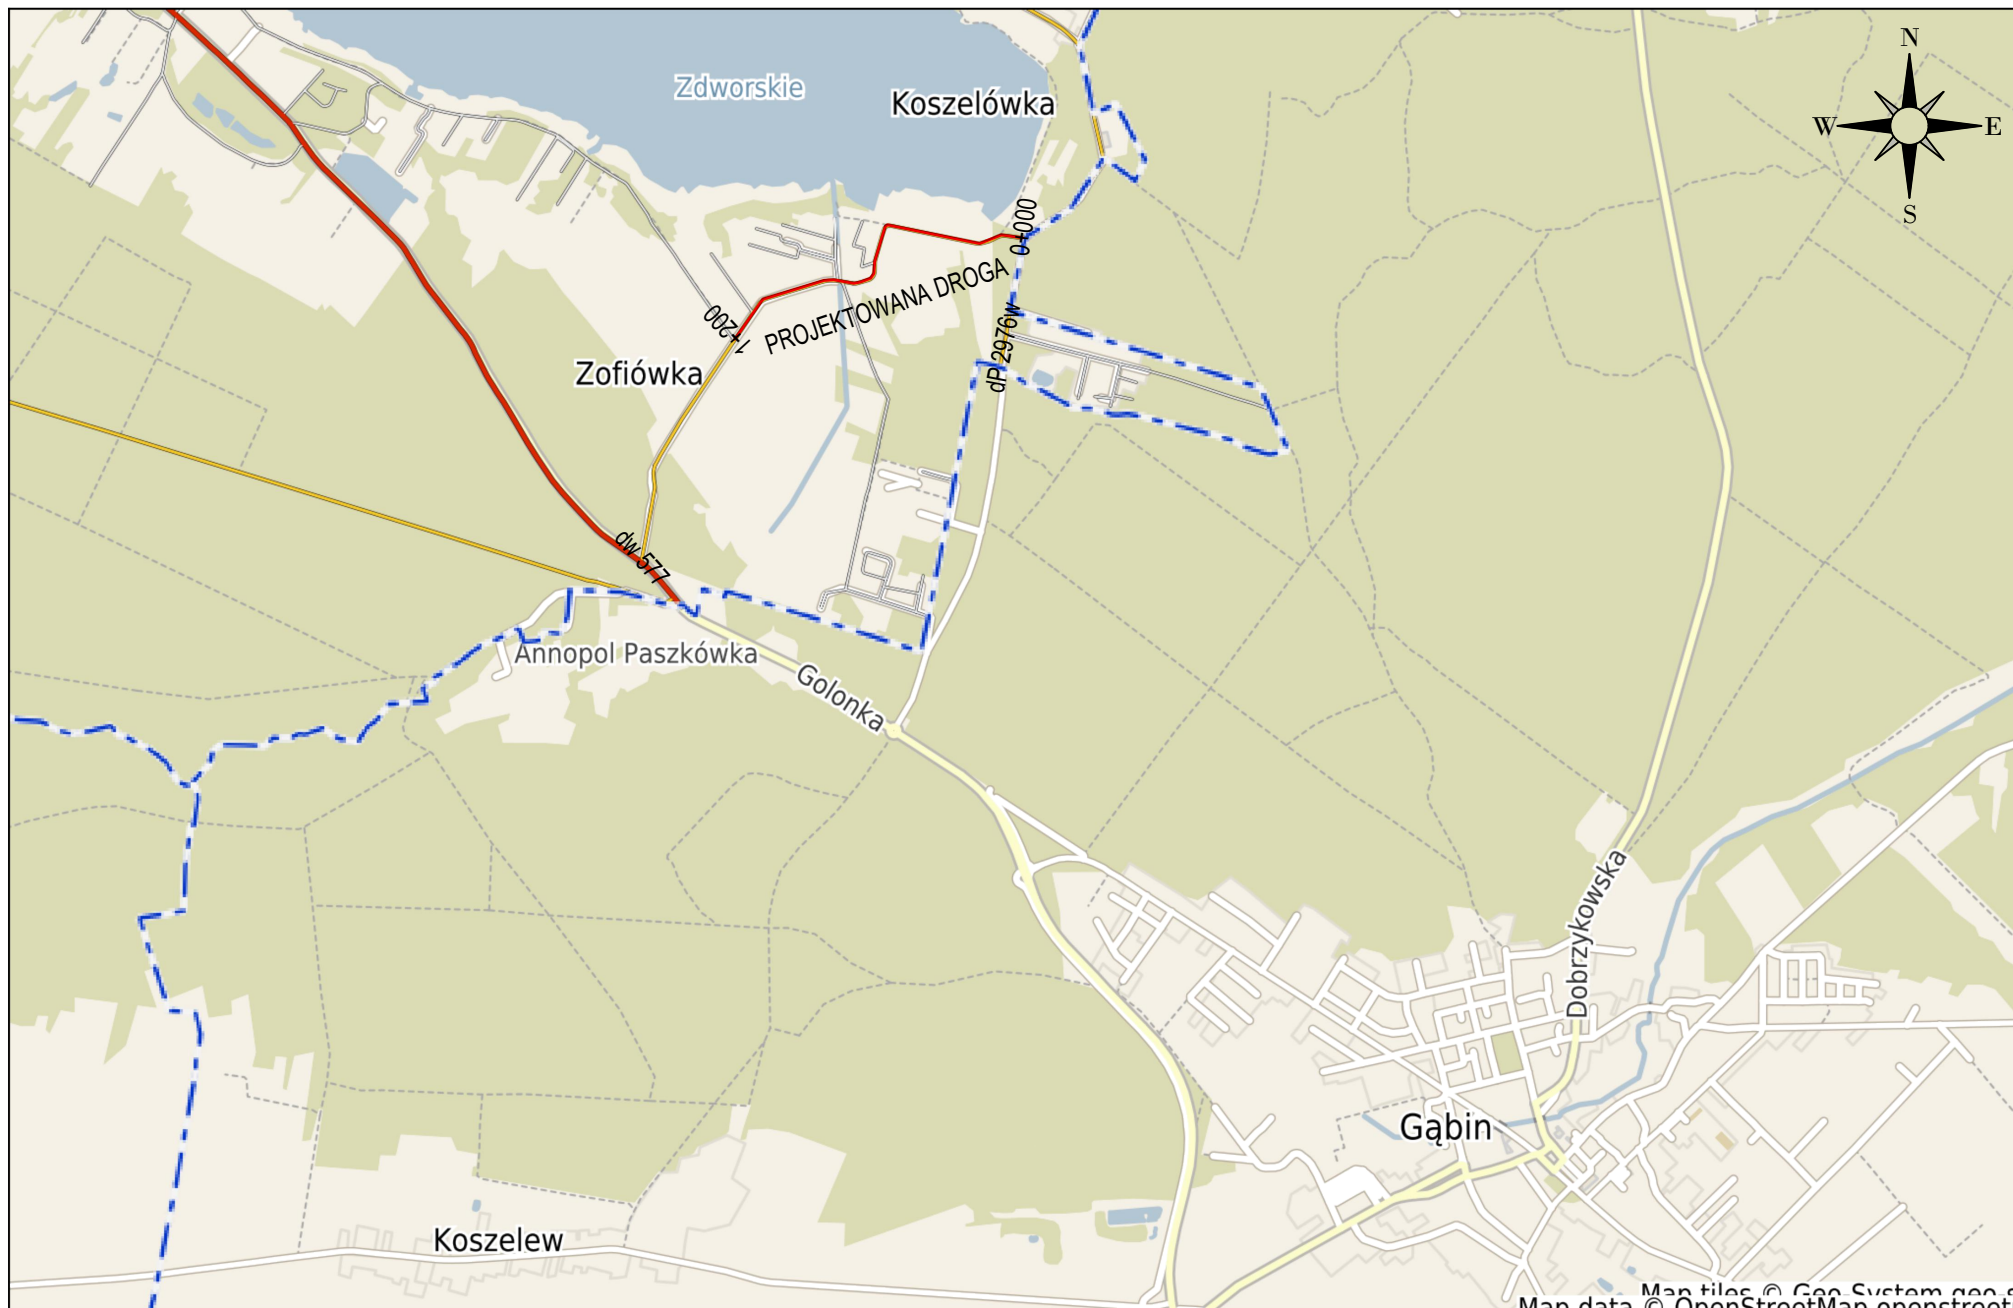 N
Zdworskie
Koszelówka
W
E
S
0+000
PROJEKTOWANA DROGA
1+200
dP 2976w
Zofiówka
dw 577
Annopol Paszkówka
Golonka
Dobrzykowska
Gąbin
Koszelew
Map tiles © Geo-System geo-
Map data © OpenStreetMap openstreet